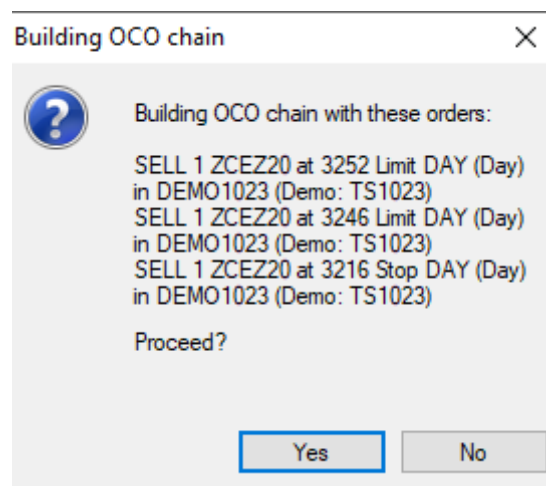 Building OCO chain
Building OCO chain with these orders:
SELL 1 ZCEZ20 at 3252 Limit DAY (Day)
in DEMO1023 (Demo: TS1023)
SELL 1 ZCEZ20 at 3246 Limit DAY (Day)
in DEMO1023 (Demo: TS1023)
SELL 1 ZCEZ20 at 3216 Stop DAY (Day)
in DEMO1023 (Demo: TS1023)
Proceed?
Yes
No